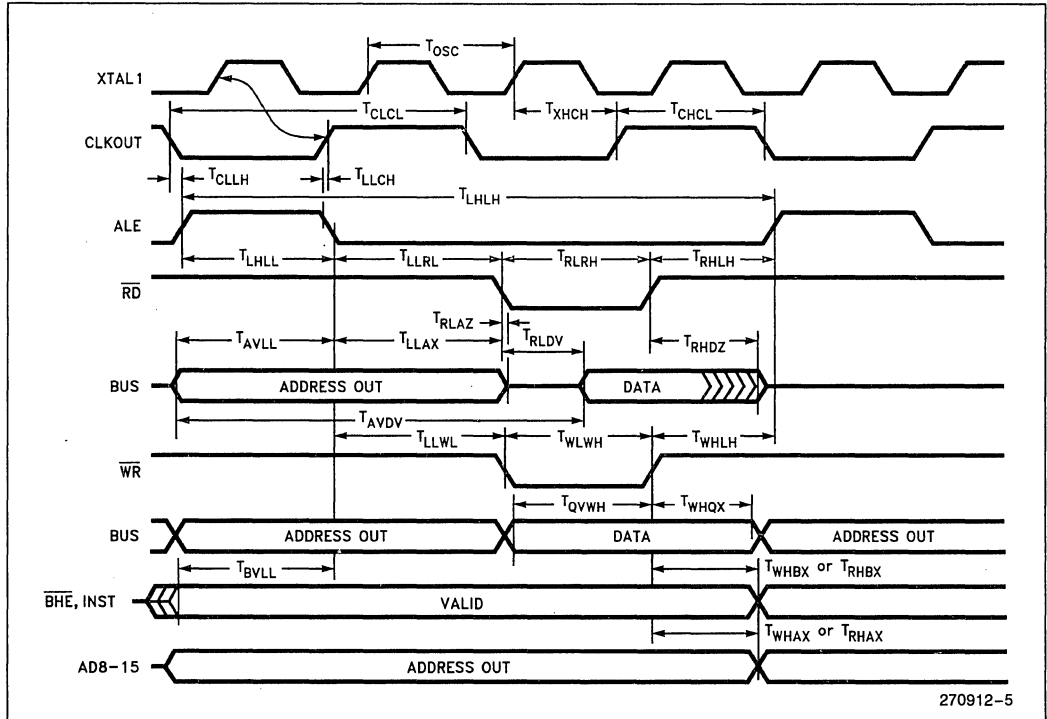 TOSC
XTAL1
TCLCL TXHCH TCHCL
CLKOUT
TCLLH TLLCH
TLHLH
ALE
TLHLL TLLRL TRLRH TRHLH
RD
TRLAZ
TAVLL TLLAX TRLDV TRHDZ
BUS ADDRESS OUT DATA
TAVDV
TLLWL TWLWH TWHLH
WR
TQVWH TWHQX
BUS ADDRESS OUT DATA ADDRESS OUT
TBVLL TWHBX or TRHBX
BHE, INST VALID
TWHAX or TRHAX
AD8-15 ADDRESS OUT
270912-5